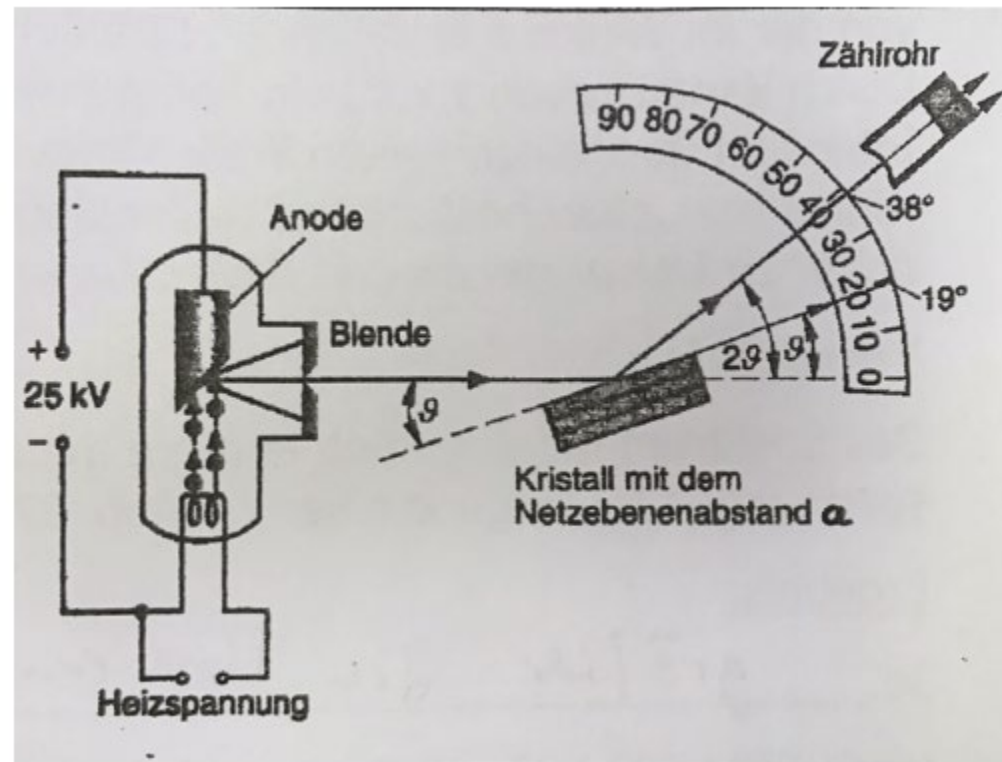 Zählrohr
90 80 70 60 50 40 30 20 10 0
38°
19°
Anode
Blende
+
25 kV
-
ϑ
2ϑ ϑ
Kristall mit dem
Netzebenenabstand a
Heizspannung